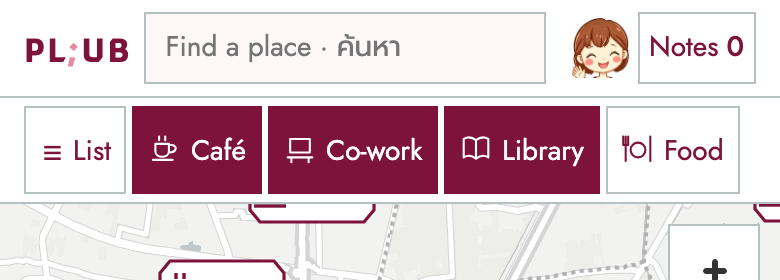 PL;UB
Find a place · ค้นหา
Notes 0
List
Café
Co-work
Library
Food
+